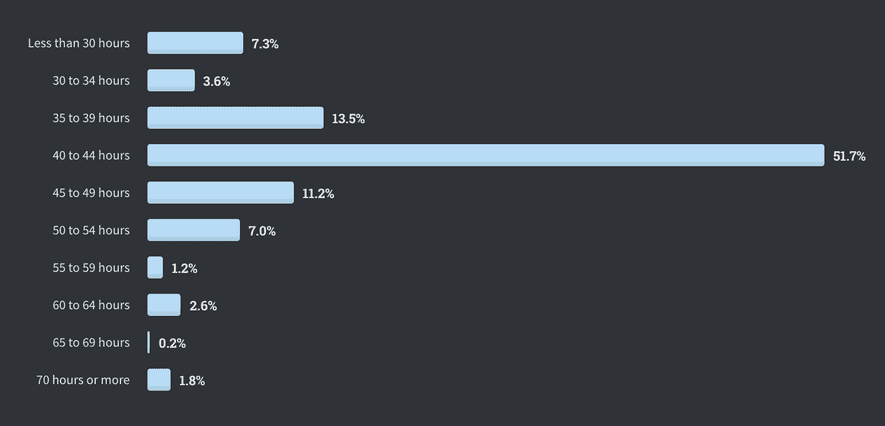 Less than 30 hours 7.3%
30 to 34 hours 3.6%
35 to 39 hours 13.5%
40 to 44 hours 51.7%
45 to 49 hours 11.2%
50 to 54 hours 7.0%
55 to 59 hours 1.2%
60 to 64 hours 2.6%
65 to 69 hours 0.2%
70 hours or more 1.8%